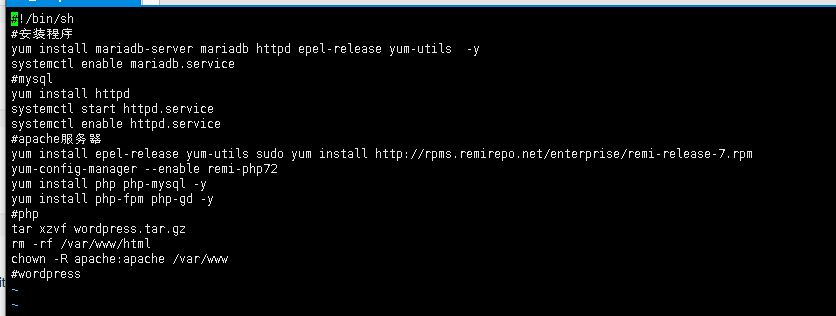 #!/bin/sh
#安装程序
yum install mariadb-server mariadb httpd epel-release yum-utils  -y
systemctl enable mariadb.service
#mysql
yum install httpd
systemctl start httpd.service
systemctl enable httpd.service
#apache服务器
yum install epel-release yum-utils sudo yum install http://rpms.remirepo.net/enterprise/remi-release-7.rpm
yum-config-manager --enable remi-php72
yum install php php-mysql -y
yum install php-fpm php-gd -y
#php
tar xzvf wordpress.tar.gz
rm -rf /var/www/html
chown -R apache:apache /var/www
#wordpress
~
~
it